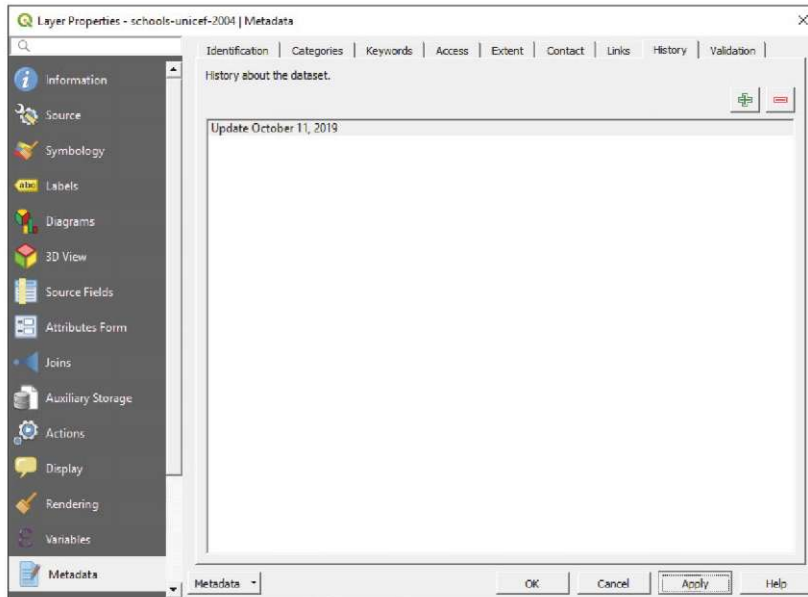 Layer Properties - schools-unicef-2004 | Metadata
Identification | Categories | Keywords | Access | Extent | Contact | Links | History | Validation |
History about the dataset.
Update October 11, 2019
Information
Source
Symbology
abc Labels
Diagrams
3D View
Source Fields
Attributes Form
Joins
Auxiliary Storage
Actions
Display
Rendering
Variables
Metadata
Metadata
OK
Cancel
Apply
Help